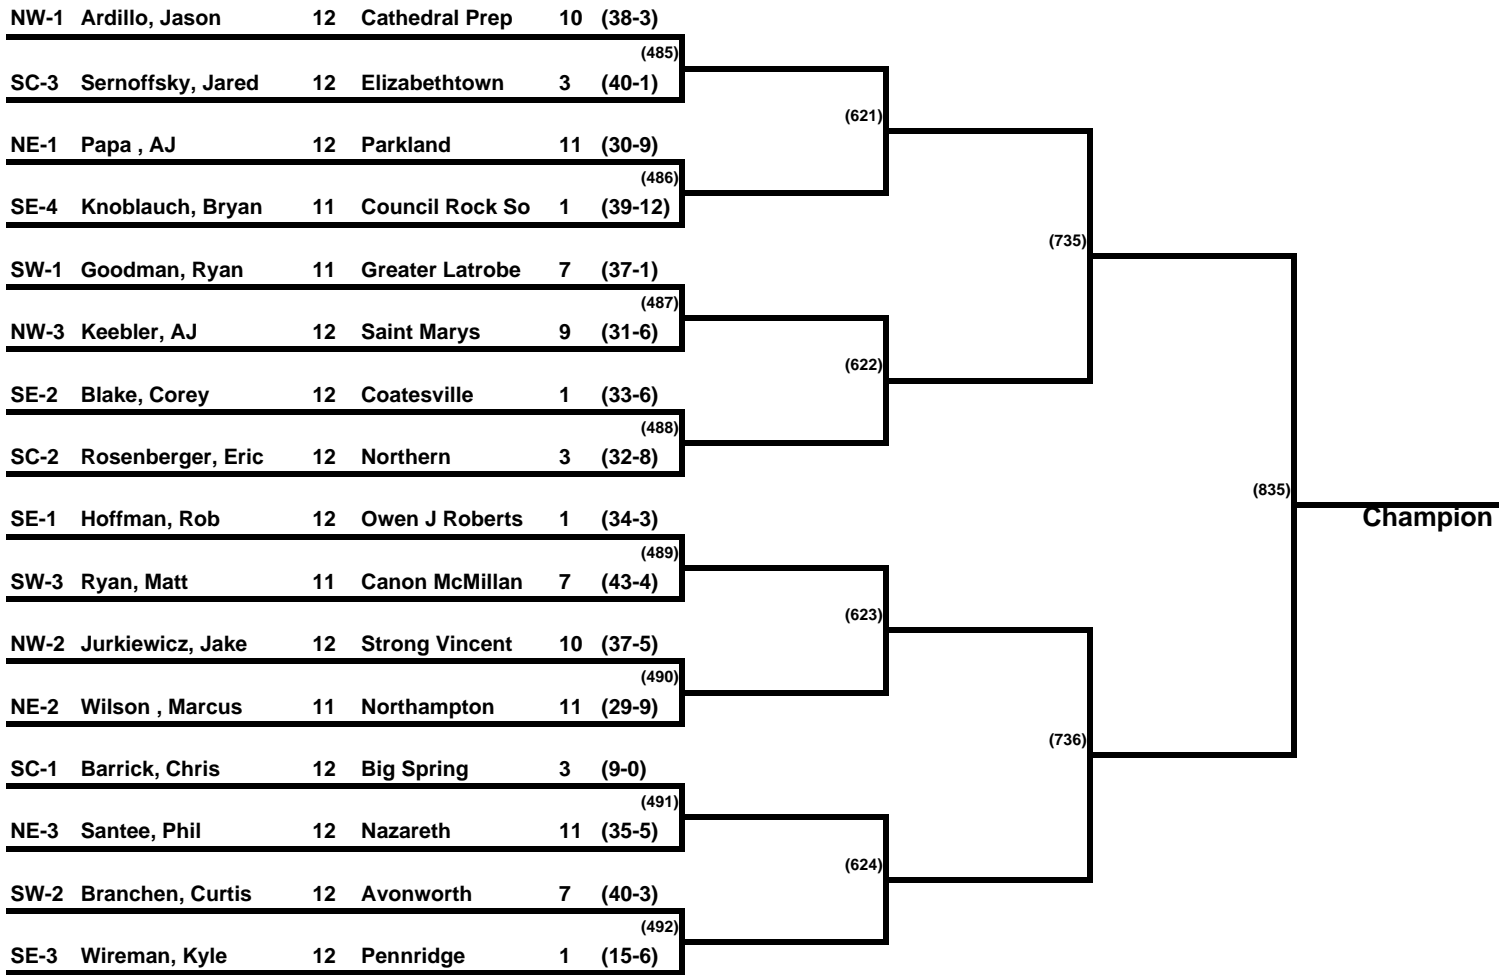 NW-1 Ardillo, Jason 12 Cathedral Prep 10 (38-3)
(485)
SC-3 Sernoffsky, Jared 12 Elizabethtown 3 (40-1)
(621)
NE-1 Papa , AJ 12 Parkland 11 (30-9)
(486)
SE-4 Knoblauch, Bryan 11 Council Rock So 1 (39-12)
(735)
SW-1 Goodman, Ryan 11 Greater Latrobe 7 (37-1)
(487)
NW-3 Keebler, AJ 12 Saint Marys 9 (31-6)
(622)
SE-2 Blake, Corey 12 Coatesville 1 (33-6)
(488)
SC-2 Rosenberger, Eric 12 Northern 3 (32-8)
(835)
Champion
SE-1 Hoffman, Rob 12 Owen J Roberts 1 (34-3)
(489)
SW-3 Ryan, Matt 11 Canon McMillan 7 (43-4)
(623)
NW-2 Jurkiewicz, Jake 12 Strong Vincent 10 (37-5)
(490)
NE-2 Wilson , Marcus 11 Northampton 11 (29-9)
(736)
SC-1 Barrick, Chris 12 Big Spring 3 (9-0)
(491)
NE-3 Santee, Phil 12 Nazareth 11 (35-5)
(624)
SW-2 Branchen, Curtis 12 Avonworth 7 (40-3)
(492)
SE-3 Wireman, Kyle 12 Pennridge 1 (15-6)